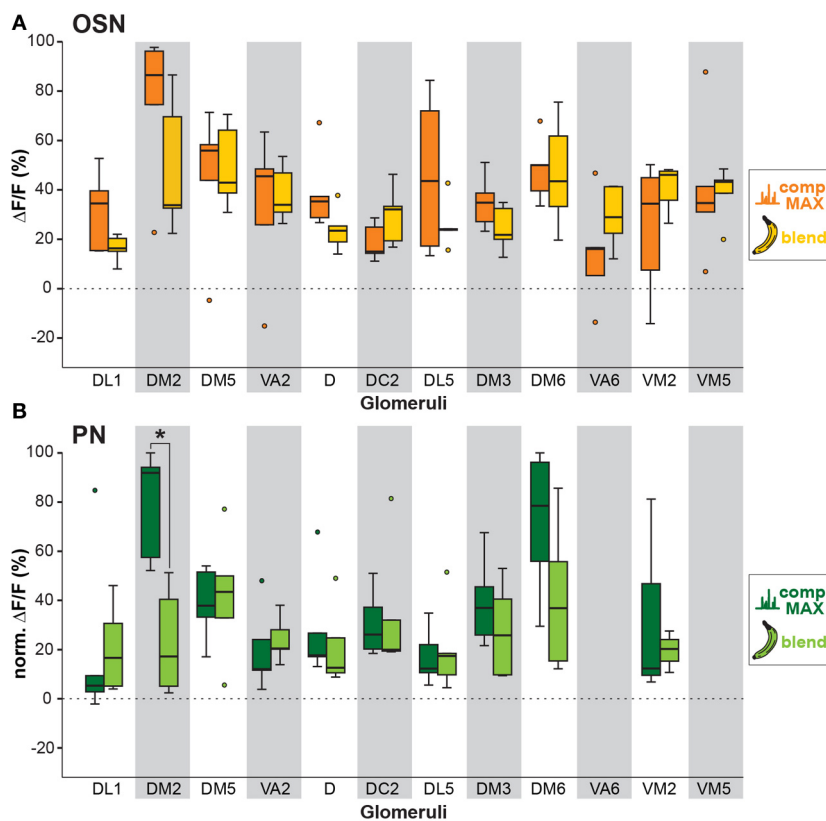 A OSN
ΔF/F (%)
100
80
60
40
20
0
-20
DL1 DM2 DM5 VA2 D DC2 DL5 DM3 DM6 VA6 VM2 VM5
Glomeruli
comp
MAX
blend
B PN
norm. ΔF/F (%)
100
80
60
40
20
0
-20
*
DL1 DM2 DM5 VA2 D DC2 DL5 DM3 DM6 VA6 VM2 VM5
Glomeruli
comp
MAX
blend